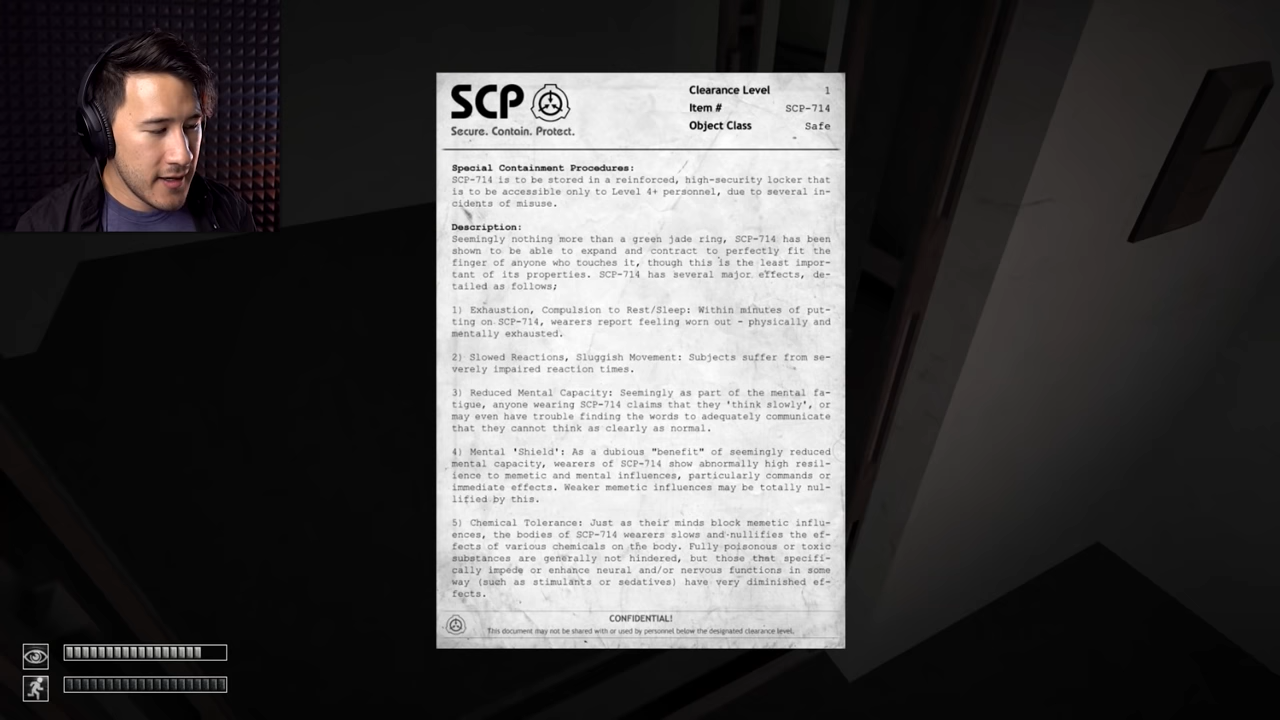 SCP
Secure. Contain. Protect.
Clearance Level 1
Item # SCP-714
Object Class Safe
Special Containment Procedures:
SCP-714 is to be stored in a reinforced, high-security locker that
is to be accessible only to Level 4+ personnel, due to several in-
cidents of misuse.
Description:
Seemingly nothing more than a green jade ring, SCP-714 has been
shown to be able to expand and contract to perfectly fit the
finger of anyone who touches it, though this is the least impor-
tant of its properties. SCP-714 has several major effects, de-
tailed as follows;
1) Exhaustion, Compulsion to Rest/Sleep: Within minutes of put-
ting on SCP-714, wearers report feeling worn out - physically and
mentally exhausted.
2) Slowed Reactions, Sluggish Movement: Subjects suffer from se-
verely impaired reaction times.
3) Reduced Mental Capacity: Seemingly as part of the mental fa-
tigue, anyone wearing SCP-714 claims that they 'think slowly', or
may even have trouble finding the words to adequately communicate
that they cannot think as clearly as normal.
4) Mental 'Shield': As a dubious "benefit" of seemingly reduced
mental capacity, wearers of SCP-714 show abnormally high resil-
ience to memetic and mental influences, particularly commands or
immediate effects. Weaker memetic influences may be totally nul-
lified by this.
5) Chemical Tolerance: Just as their minds block memetic influ-
ences, the bodies of SCP-714 wearers slows and nullifies the ef-
fects of various chemicals on the body. Fully poisonous or toxic
substances are generally not hindered, but those that specifi-
cally impede or enhance neural and/or nervous functions in some
way (such as stimulants or sedatives) have very diminished ef-
fects.
CONFIDENTIAL!
This document may not be shared with or used by personnel below the designated clearance level.